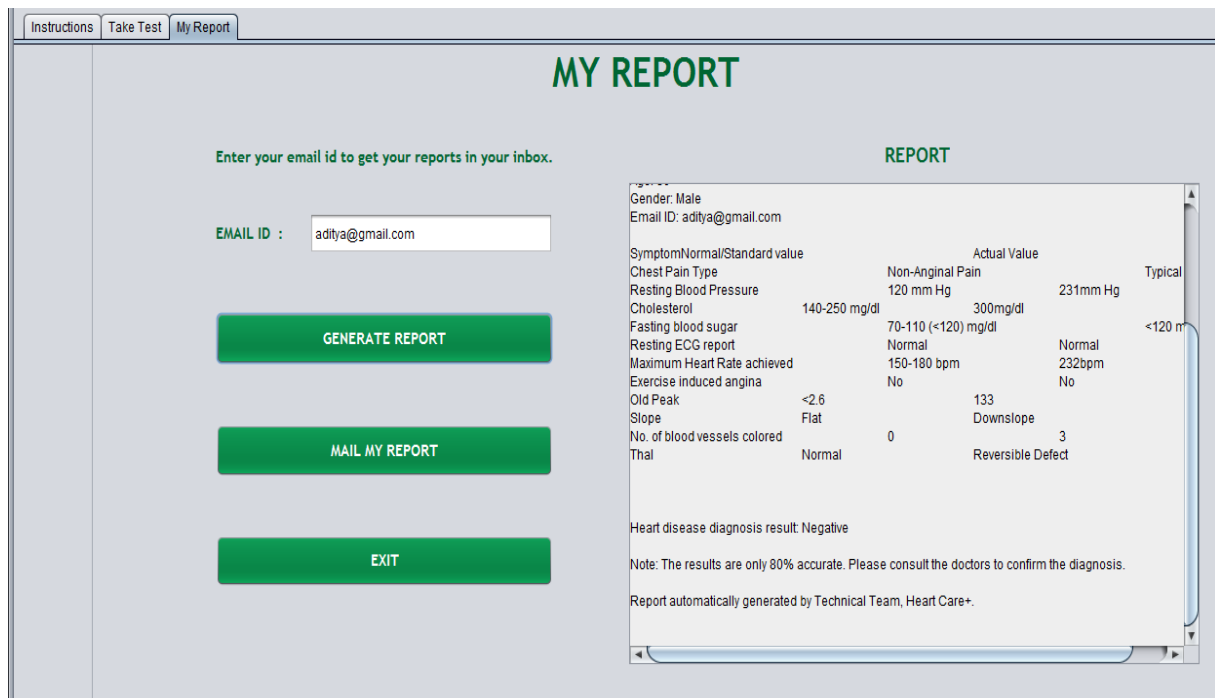 Instructions Take Test My Report
MY REPORT
Enter your email id to get your reports in your inbox.
EMAIL ID : aditya@gmail.com
GENERATE REPORT
MAIL MY REPORT
EXIT
REPORT
Gender: Male
Email ID: aditya@gmail.com
SymptomNormal/Standard value Actual Value
Chest Pain Type Non-Anginal Pain Typical
Resting Blood Pressure 120 mm Hg 231mm Hg
Cholesterol 140-250 mg/dl 300mg/dl
Fasting blood sugar 70-110 (<120) mg/dl <120
Resting ECG report Normal Normal
Maximum Heart Rate achieved 150-180 bpm 232bpm
Exercise induced angina No No
Old Peak <2.6 133
Slope Flat Downslope
No. of blood vessels colored 0 3
Thal Normal Reversible Defect
Heart disease diagnosis result: Negative
Note: The results are only 80% accurate. Please consult the doctors to confirm the diagnosis.
Report automatically generated by Technical Team, Heart Care+.